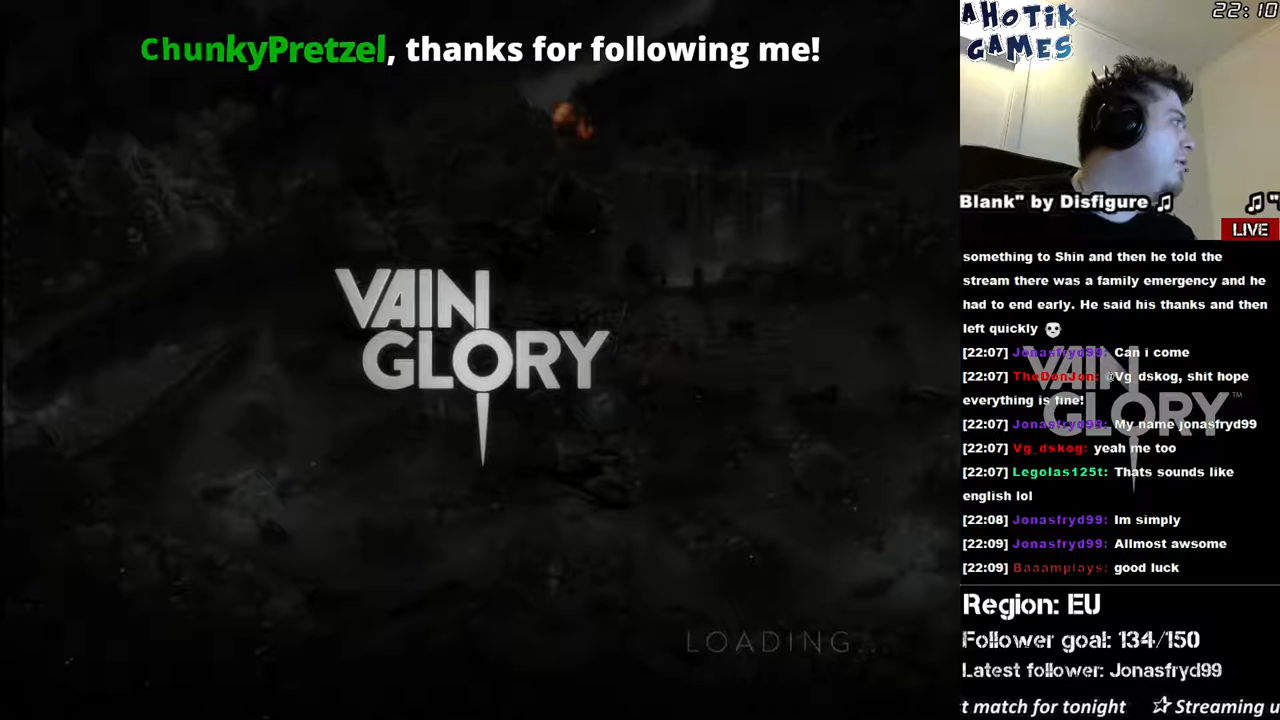 ChunkyPretzel, thanks for following me!
VAIN
GLORY
LOADING...
AHOTIK
GAMES
22:10
Blank" by Disfigure ♫ ♫ "
LIVE
something to Shin and then he told the
stream there was a family emergency and he
had to end early. He said his thanks and then
left quickly 💀
[22:07] Jonasfryd99: Can i come
[22:07] TheDonJon: @Vg_dskog, shit hope
everything is fine!
[22:07] Jonasfryd99: My name jonasfryd99
[22:07] Vg_dskog: yeah me too
[22:07] Legolas125t: Thats sounds like
english lol
[22:08] Jonasfryd99: Im simply
[22:09] Jonasfryd99: Allmost awsome
[22:09] Baaamplays: good luck
VAIN
GLORY™
Region: EU
Follower goal: 134/150
Latest follower: Jonasfryd99
t match for tonight ☆ Streaming u